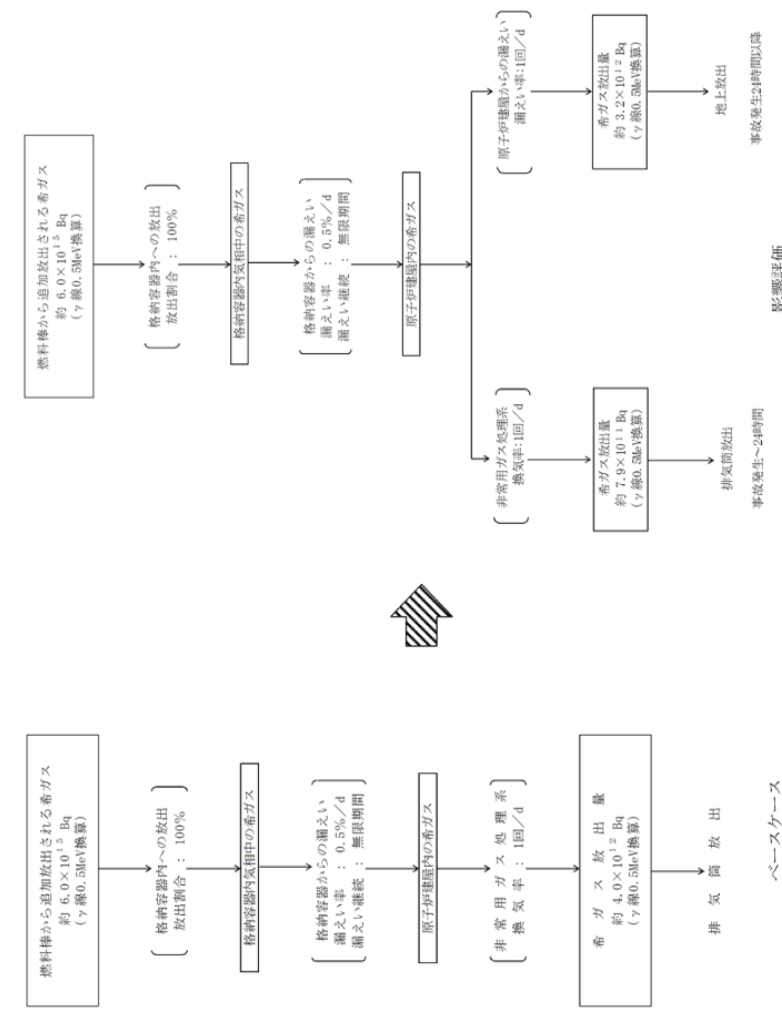 燃料棒から追加放出される希ガス
約 6.0×10¹⁵ Bq
(γ線0.5MeV換算)
格納容器内への放出
放出割合 : 100%
格納容器内気相中の希ガス
格納容器からの漏えい
漏えい率 : 0.5%/d
漏えい継続 : 無限期間
原子炉建屋内の希ガス
非常用ガス処理系
換気率 : 1回/d
希ガス放出量
約 4.0×10¹² Bq
(γ線0.5MeV換算)
排気筒放出
ベースケース
燃料棒から追加放出される希ガス
約 6.0×10¹⁵ Bq
(γ線0.5MeV換算)
格納容器内への放出
放出割合 : 100%
格納容器内気相中の希ガス
格納容器からの漏えい
漏えい率 : 0.5%/d
漏えい継続 : 無限期間
原子炉建屋内の希ガス
非常用ガス処理系
換気率:1回/d
希ガス放出量
約 7.9×10¹¹ Bq
(γ線0.5MeV換算)
排気筒放出
事故発生~24時間
原子炉建屋からの漏えい
漏えい率:1回/d
希ガス放出量
約 3.2×10¹² Bq
(γ線0.5MeV換算)
地上放出
事故発生24時間以降
影響評価